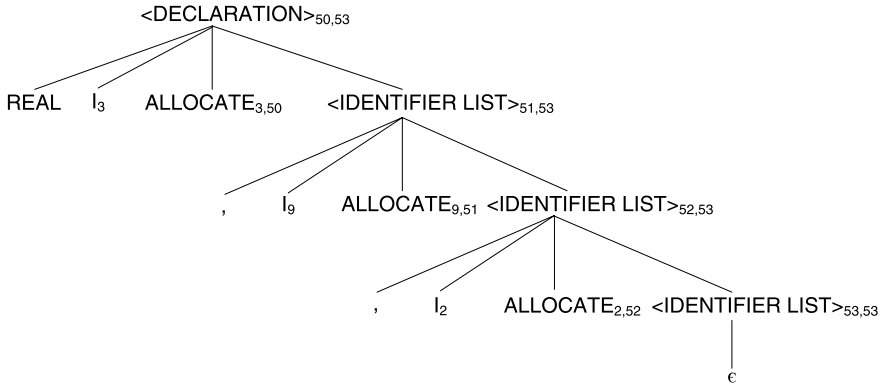 <DECLARATION>50,53
REAL I3 ALLOCATE3,50 <IDENTIFIER LIST>51,53
, I9 ALLOCATE9,51 <IDENTIFIER LIST>52,53
, I2 ALLOCATE2,52 <IDENTIFIER LIST>53,53
ϵ